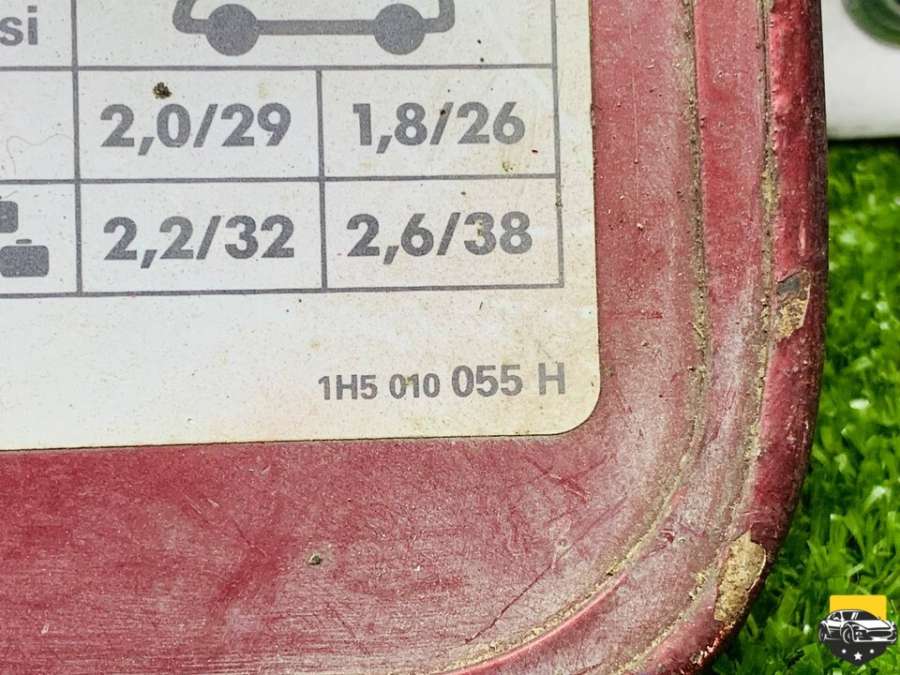 si
2,0/29 1,8/26
2,2/32 2,6/38
1H5 010 055 H